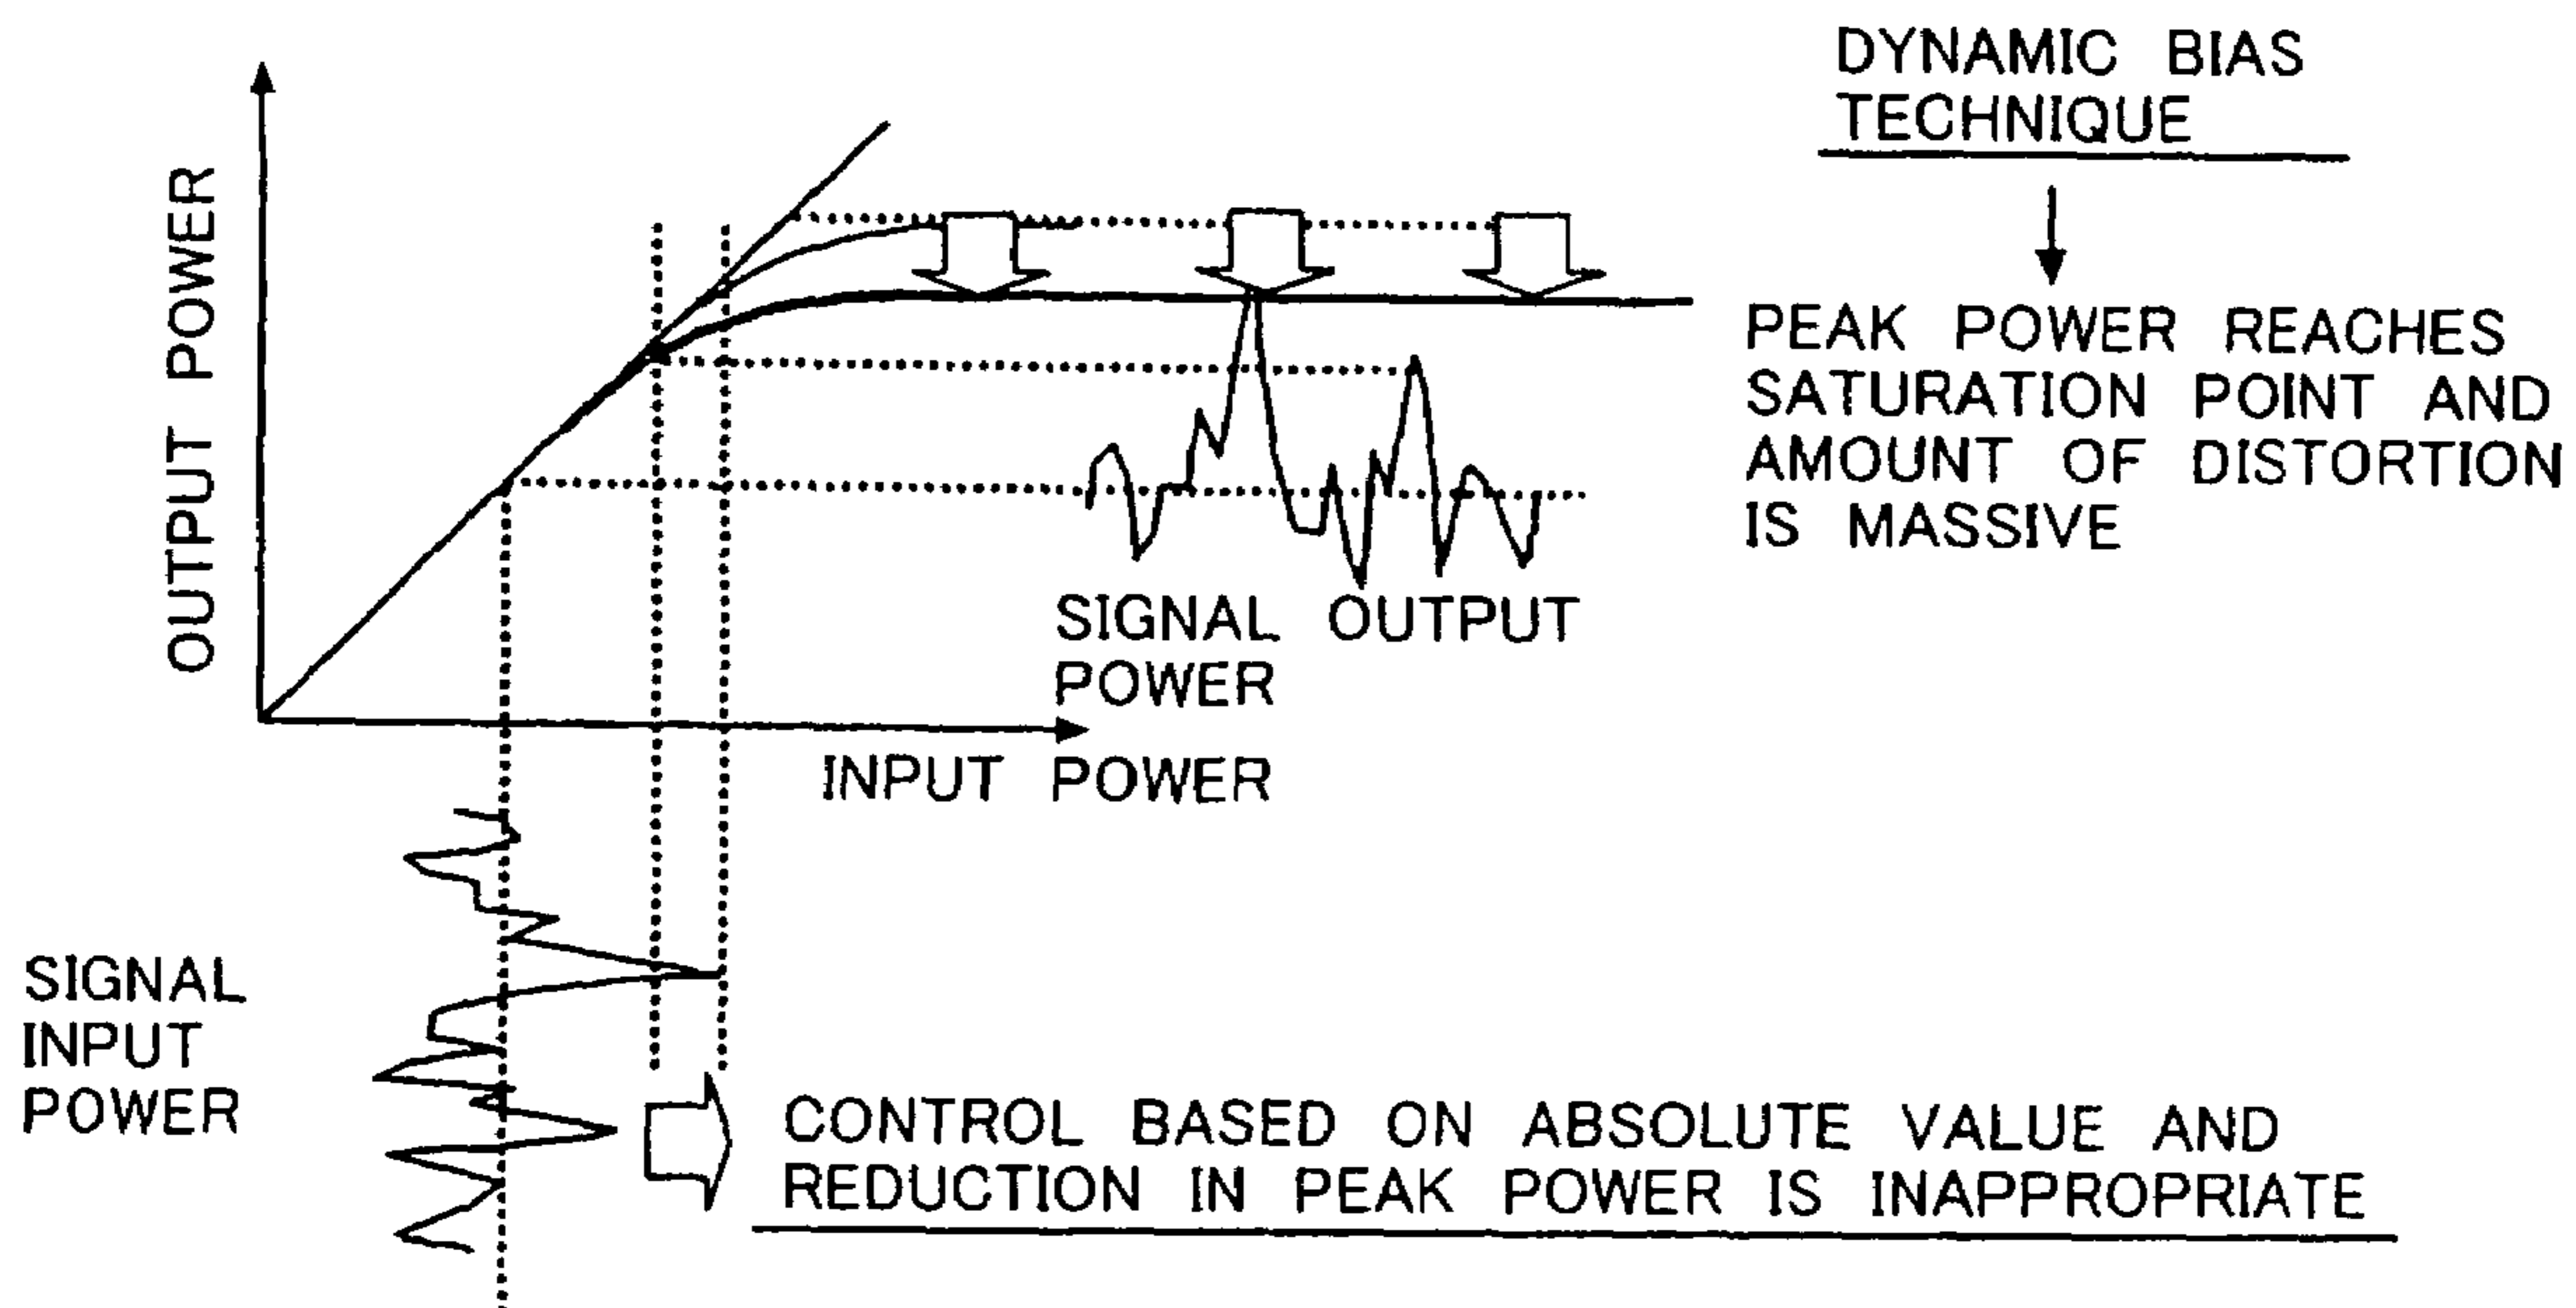 DYNAMIC BIAS
TECHNIQUE
OUTPUT POWER
PEAK POWER REACHES
SATURATION POINT AND
AMOUNT OF DISTORTION
IS MASSIVE
SIGNAL OUTPUT
POWER
INPUT POWER
SIGNAL
INPUT
POWER
CONTROL BASED ON ABSOLUTE VALUE AND
REDUCTION IN PEAK POWER IS INAPPROPRIATE